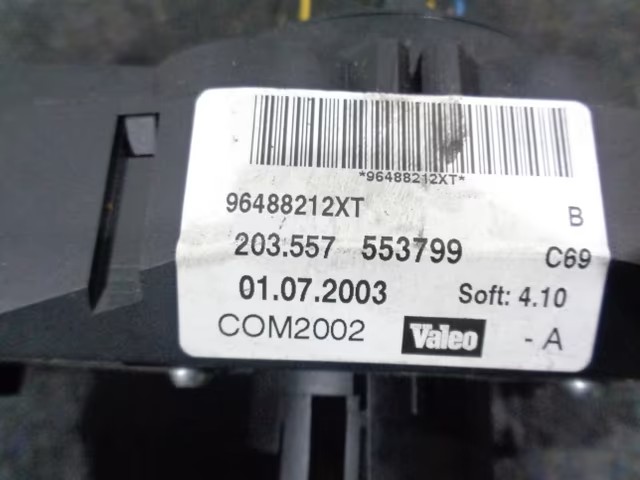 *96488212XT*
96488212XT B
203.557 553799 C69
01.07.2003 Soft: 4.10
COM2002 Valeo - A